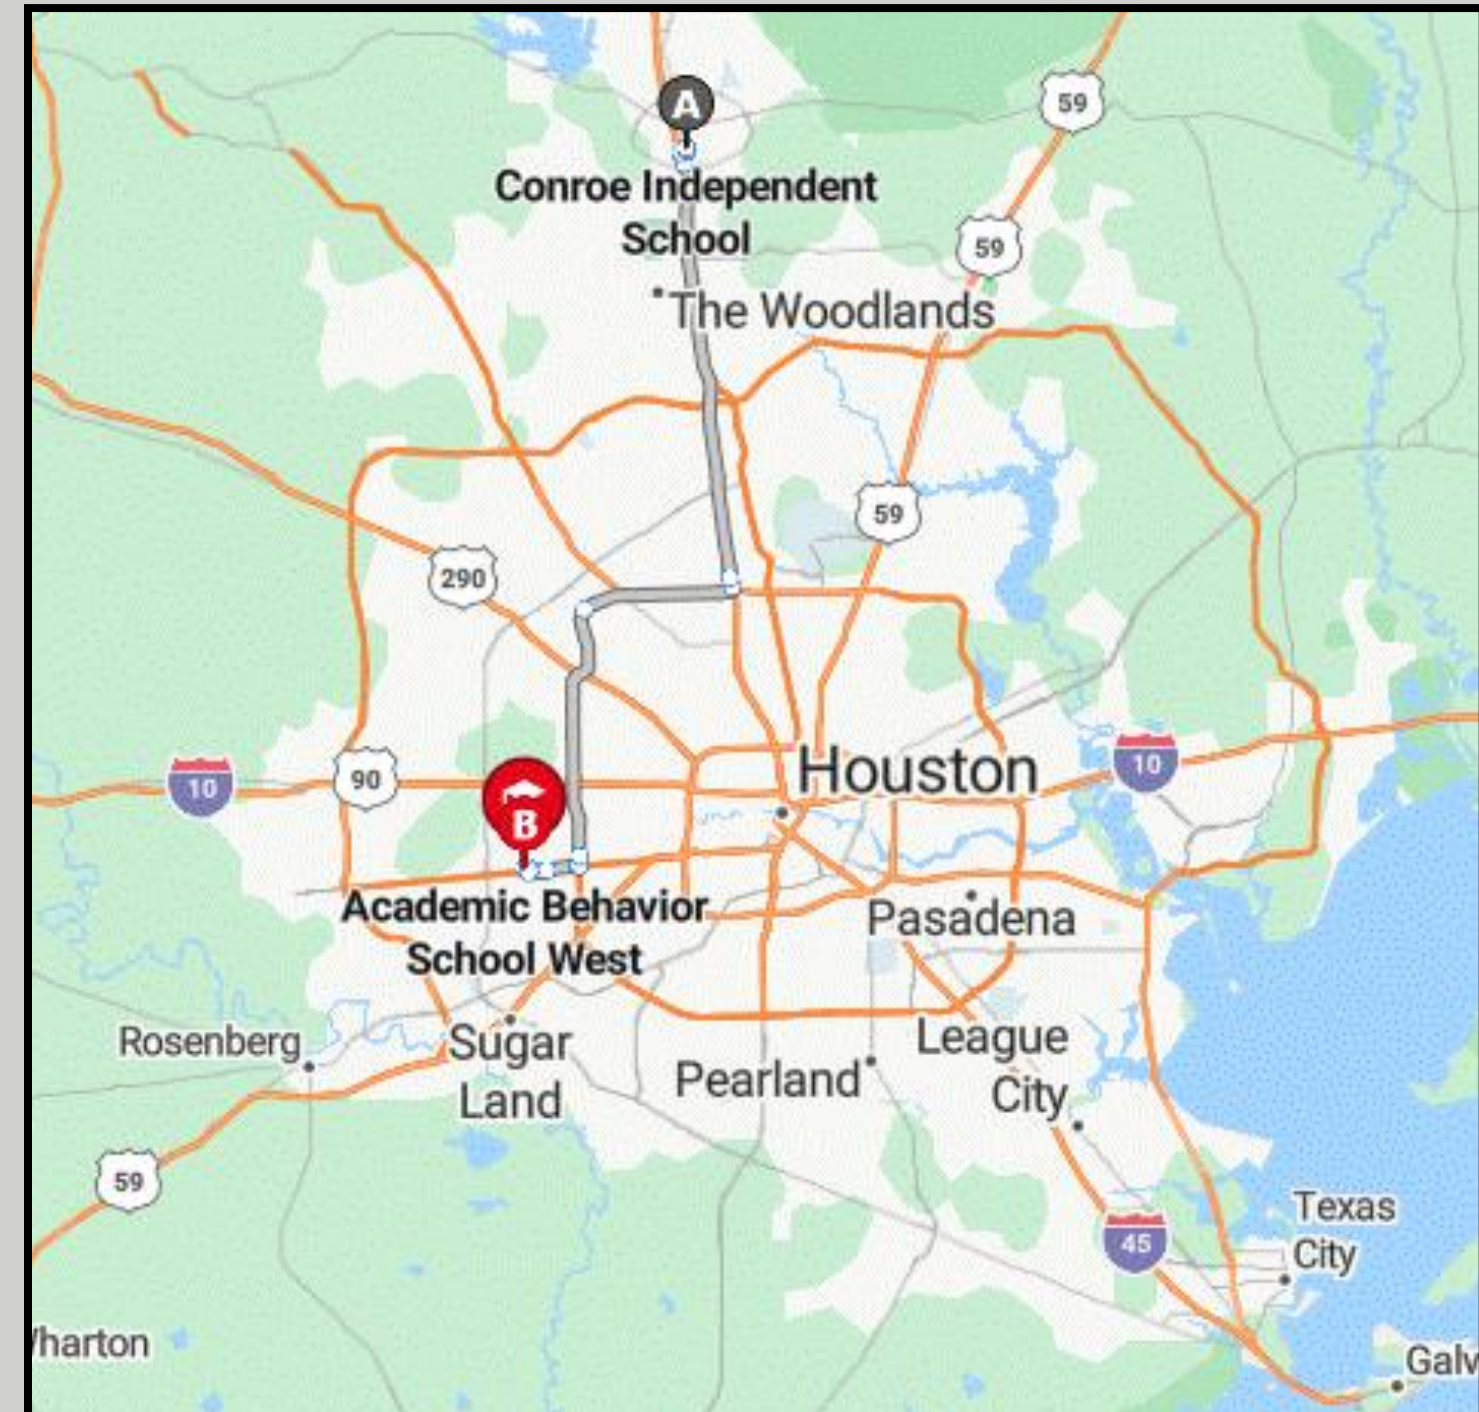 59
A
Conroe Independent
School
59
The Woodlands
59
290
Houston
10
90
10
B
Academic Behavior
School West
Pasadena
Rosenberg
Sugar
Land
League
City
Pearland
59
Texas
City
45
Wharton
Galv